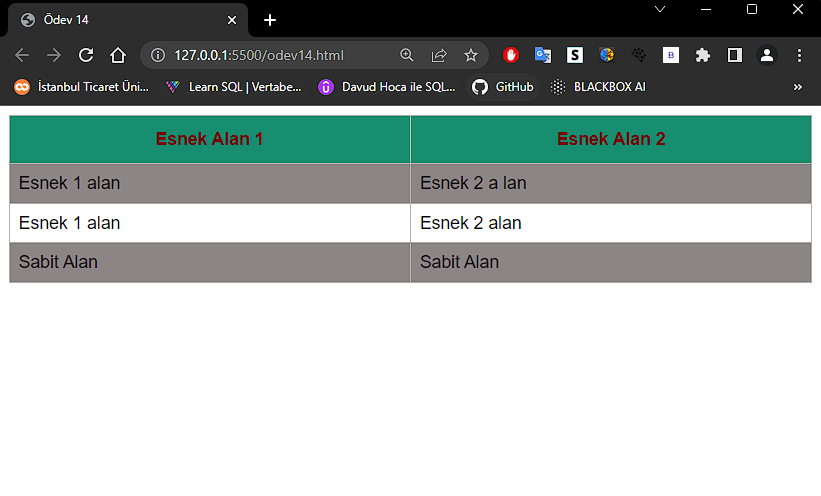 Ödev 14
127.0.0.1:5500/odev14.html
İstanbul Ticaret Üni... Learn SQL | Vertabe... Davud Hoca ile SQL... GitHub BLACKBOX AI
Esnek Alan 1 Esnek Alan 2
Esnek 1 alan Esnek 2 a lan
Esnek 1 alan Esnek 2 alan
Sabit Alan Sabit Alan